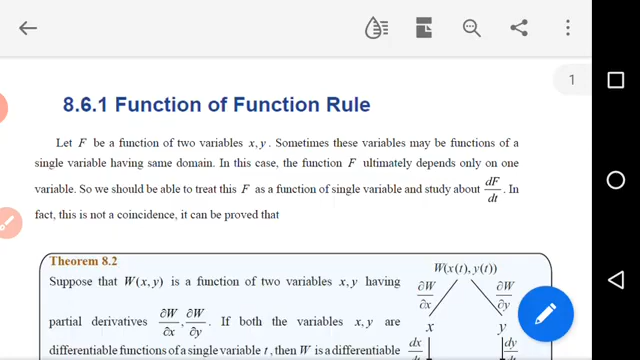 1
8.6.1 Function of Function Rule
Let F be a function of two variables x, y. Sometimes these variables may be functions of a
single variable having same domain. In this case, the function F ultimately depends only on one
variable. So we should be able to treat this F as a function of single variable and study about dF/dt. In
fact, this is not a coincidence, it can be proved that
Theorem 8.2
Suppose that W(x, y) is a function of two variables x, y having
partial derivatives ∂W/∂x, ∂W/∂y. If both the variables x, y are
differentiable functions of a single variable t, then W is a differentiable
W(x(t), y(t))
∂W/∂x ∂W/∂y
x y
dx/dt dy/dt